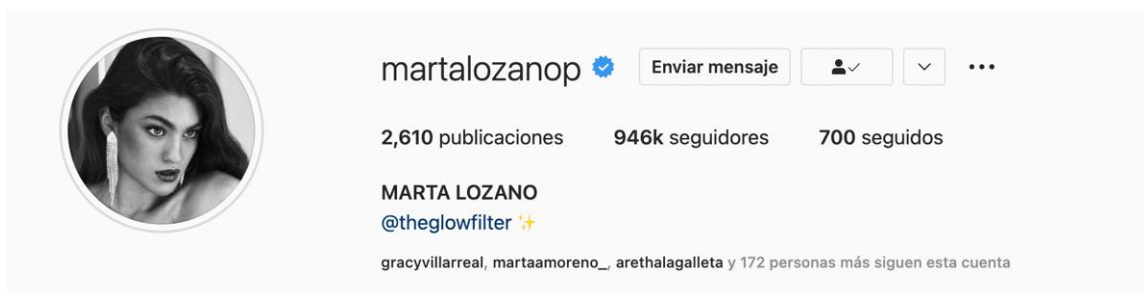 martalozanop Enviar mensaje
2,610 publicaciones 946k seguidores 700 seguidos
MARTA LOZANO
@theglowfilter ✨
gracyvillarreal, martaamoreno_, arethalagalleta y 172 personas más siguen esta cuenta